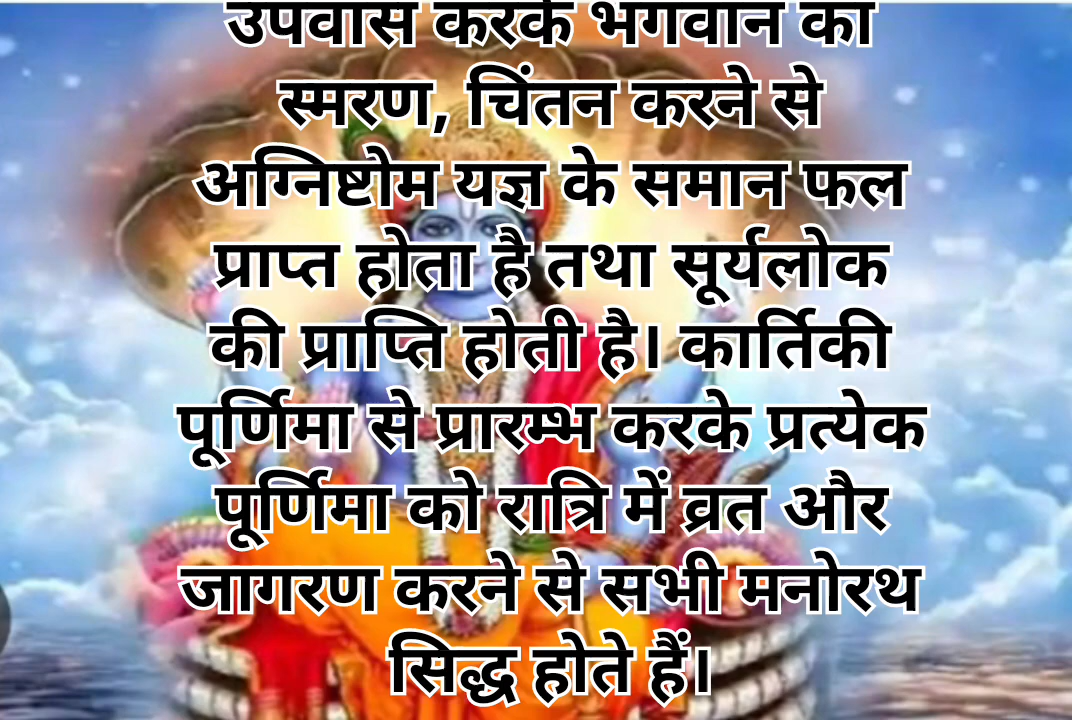 उपवास करके भगवान का
स्मरण, चिंतन करने से
अग्निष्टोम यज्ञ के समान फल
प्राप्त होता है तथा सूर्यलोक
की प्राप्ति होती है। कार्तिकी
पूर्णिमा से प्रारम्भ करके प्रत्येक
पूर्णिमा को रात्रि में व्रत और
जागरण करने से सभी मनोरथ
सिद्ध होते हैं।